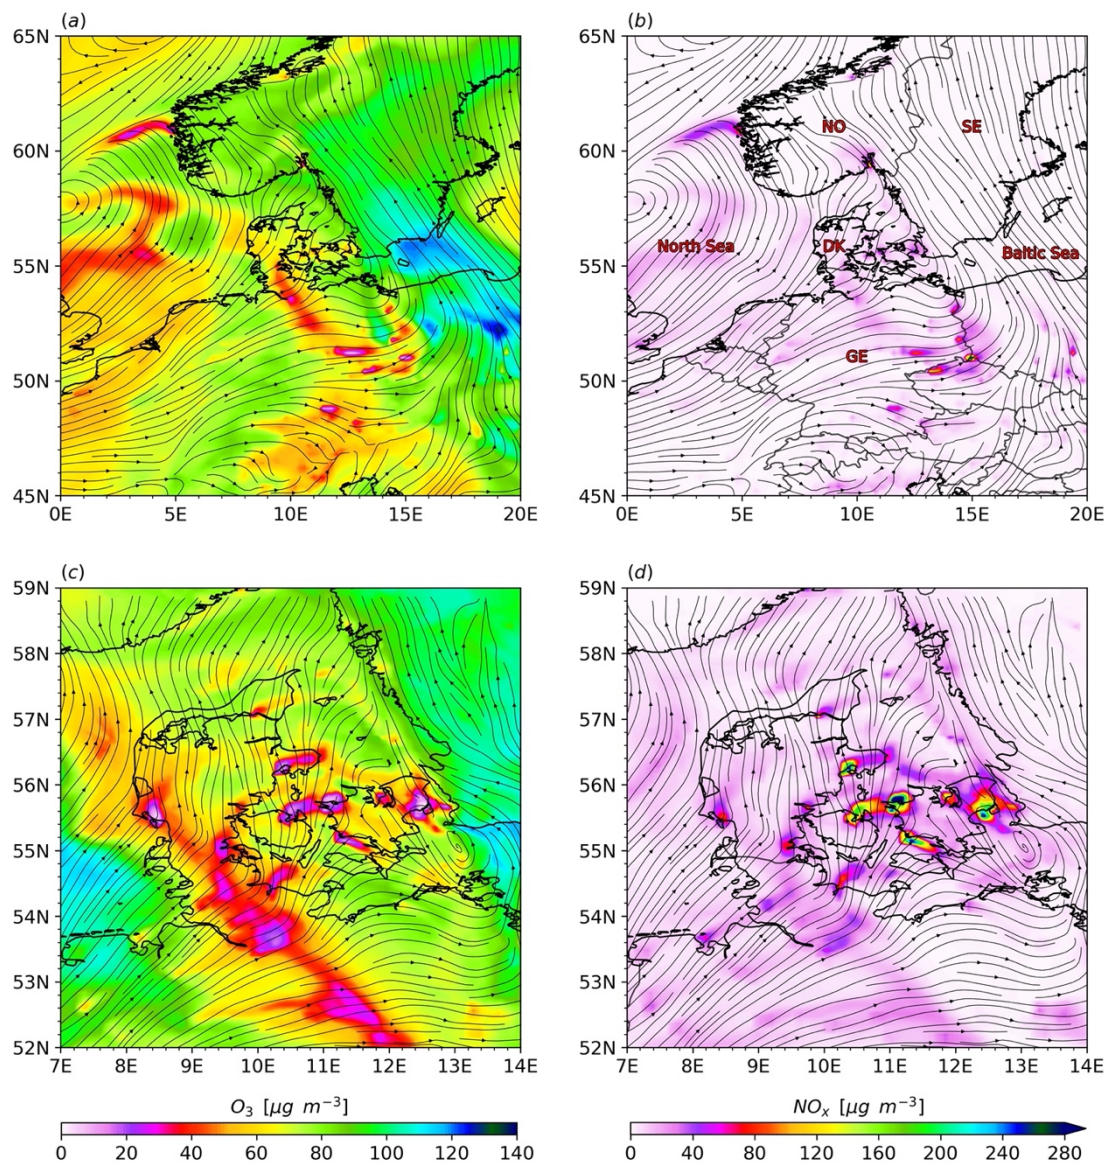 (a)
65N
60N
55N
50N
45N
0E 5E 10E 15E 20E
(b)
65N
60N
55N
50N
45N
NO
SE
North Sea
DK
Baltic Sea
GE
0E 5E 10E 15E 20E
(c)
59N
58N
57N
56N
55N
54N
53N
52N
7E 8E 9E 10E 11E 12E 13E 14E
(d)
59N
58N
57N
56N
55N
54N
53N
52N
7E 8E 9E 10E 11E 12E 13E 14E
O₃ [μg m⁻³]
0 20 40 60 80 100 120 140
NOₓ [μg m⁻³]
0 40 80 120 160 200 240 280